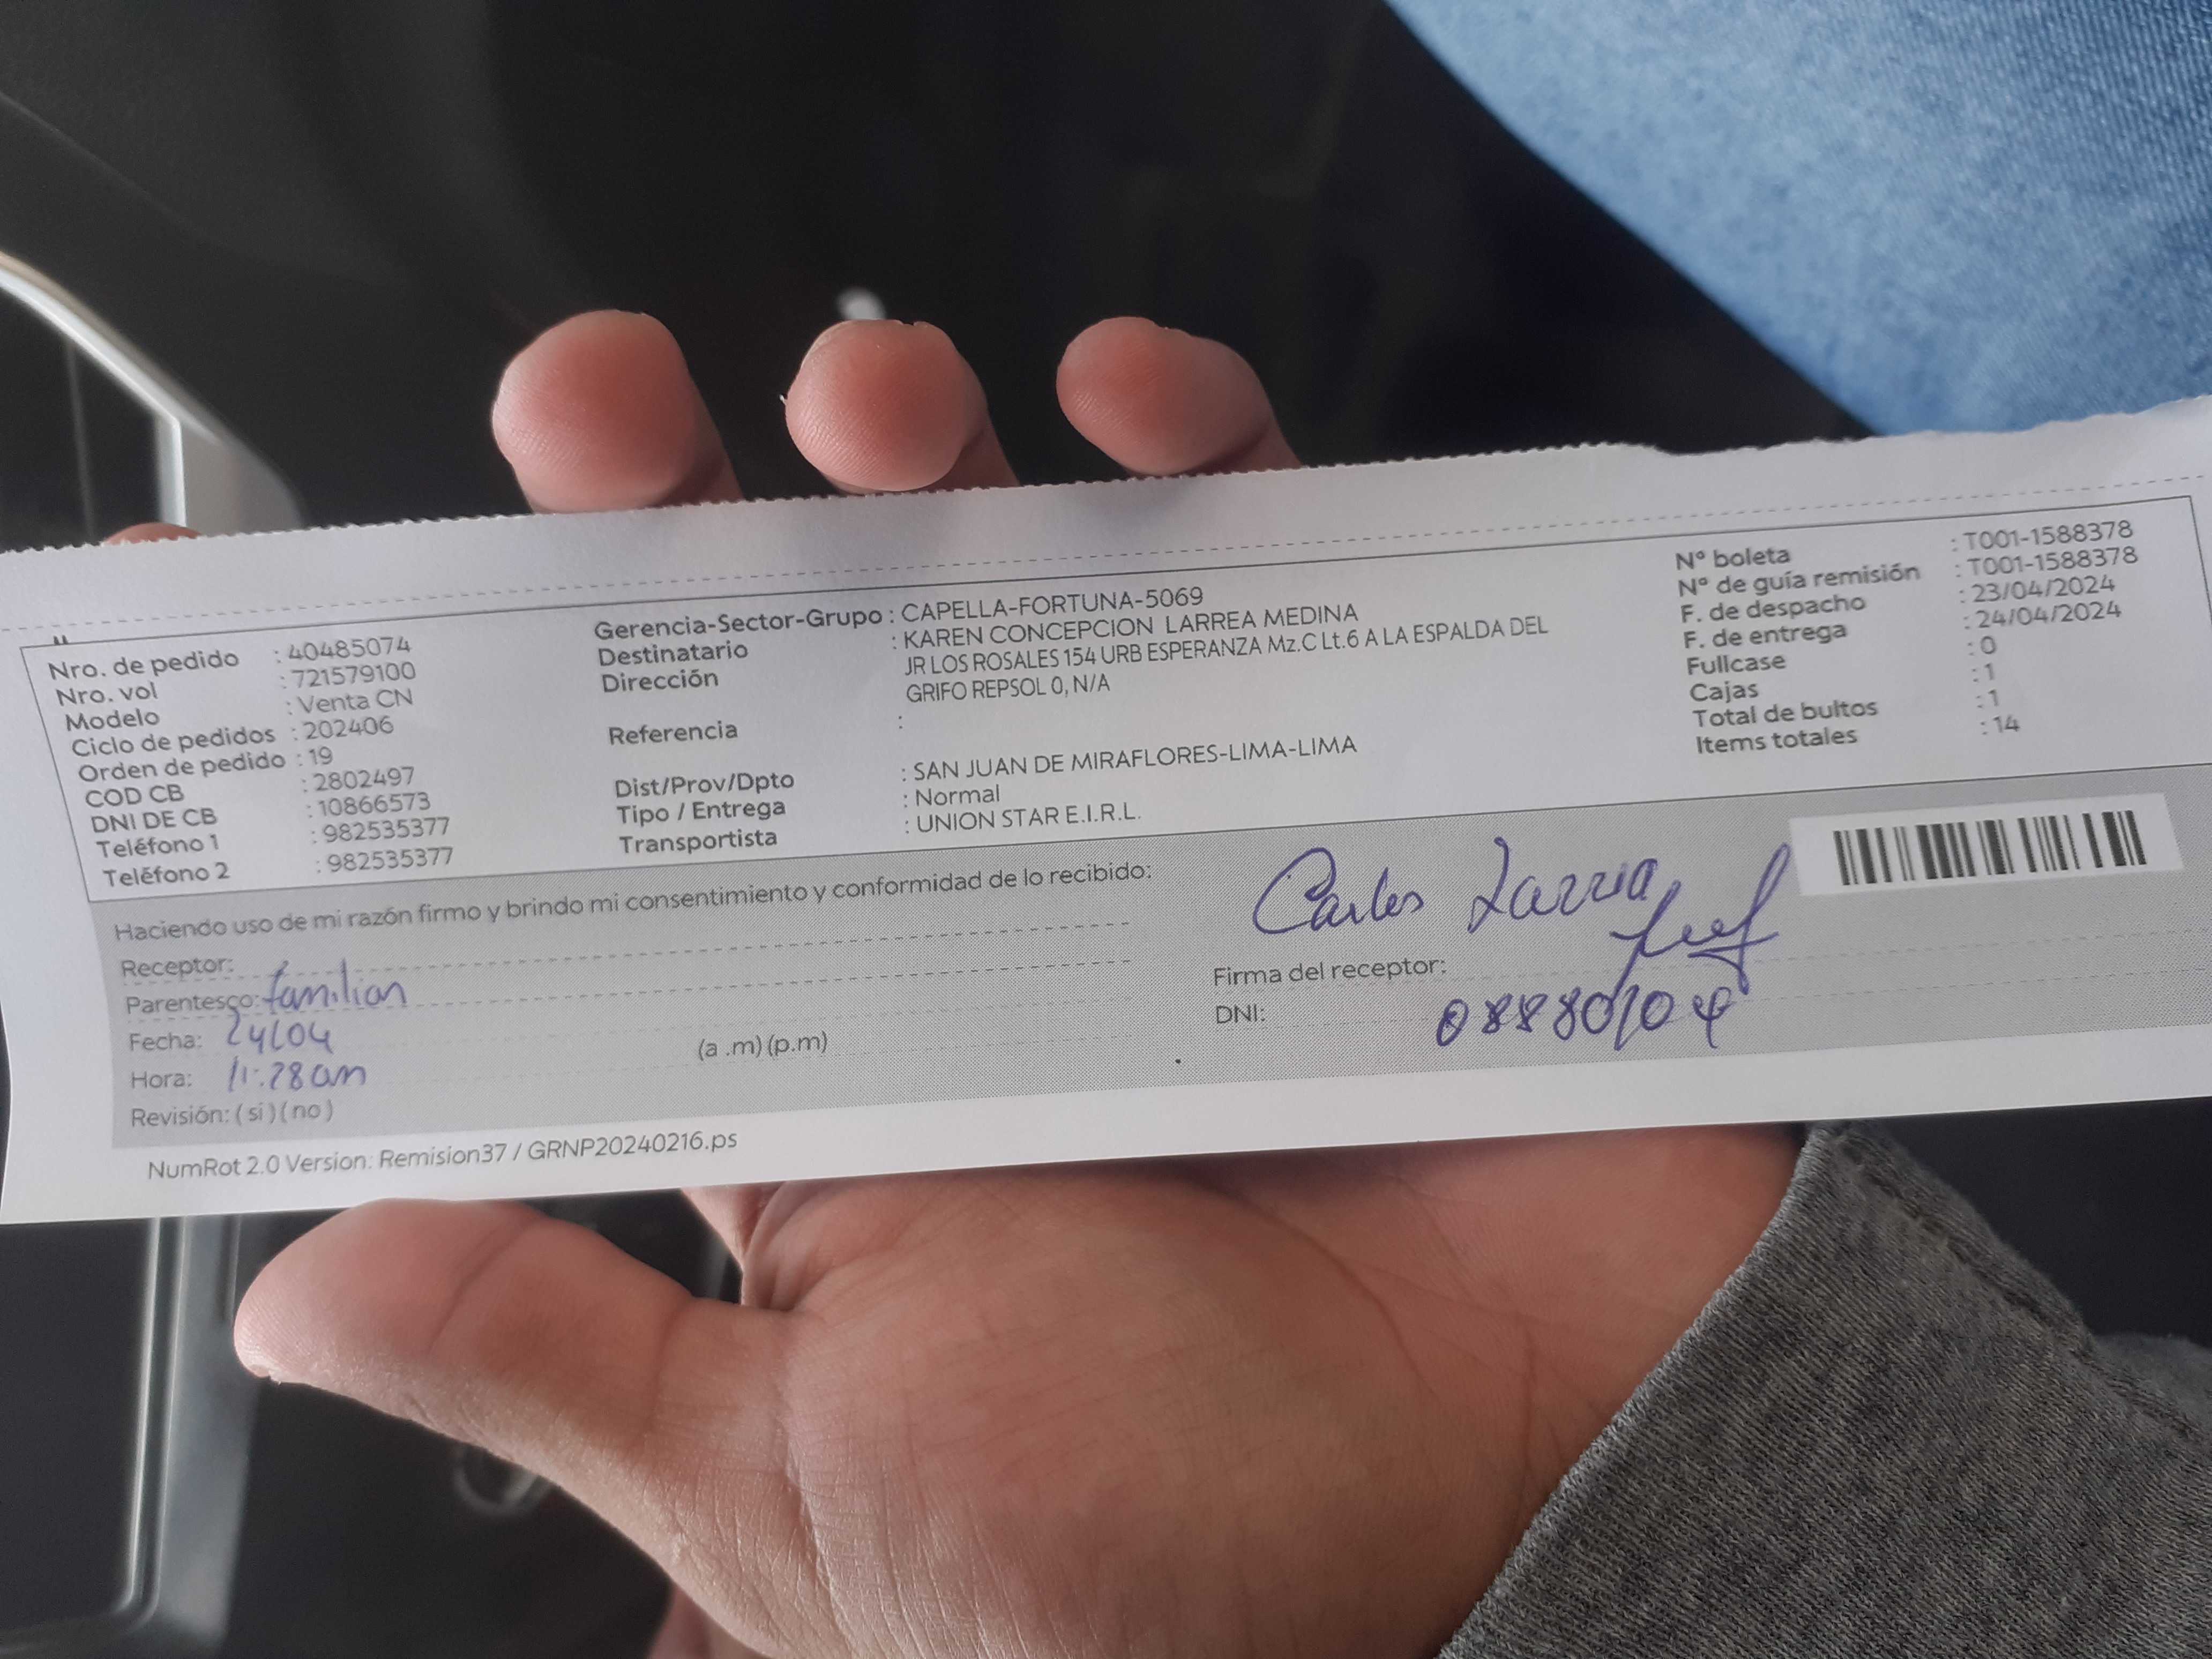 Nro. de pedido : 40485074
Nro. vol : 721579100
Modelo : Venta CN
Ciclo de pedidos : 202406
Orden de pedido : 19
COD CB : 2802497
DNI DE CB : 10866573
Teléfono 1 : 982535377
Teléfono 2 : 982535377
Gerencia-Sector-Grupo : CAPELLA-FORTUNA-5069
Destinatario : KAREN CONCEPCION LARREA MEDINA
Dirección JR LOS ROSALES 154 URB ESPERANZA Mz.C Lt.6 A LA ESPALDA DEL
GRIFO REPSOL 0, N/A
Referencia :
Dist/Prov/Dpto : SAN JUAN DE MIRAFLORES-LIMA-LIMA
Tipo / Entrega : Normal
Transportista : UNION STAR E.I.R.L.
Nº boleta : T001-1588378
Nº de guía remisión : T001-1588378
F. de despacho : 23/04/2024
F. de entrega : 24/04/2024
Fullcase : 0
Cajas : 1
Total de bultos : 1
Items totales : 14
Haciendo uso de mi razón firmo y brindo mi consentimiento y conformidad de lo recibido:
Receptor:
Parentesco: familiar
Fecha: 24/04
Hora: 11:28am (a .m) (p.m)
Revisión: ( si ) ( no )
Carlos Larria
Firma del receptor:
DNI:
NumRot 2.0 Version: Remision37 / GRNP20240216.ps